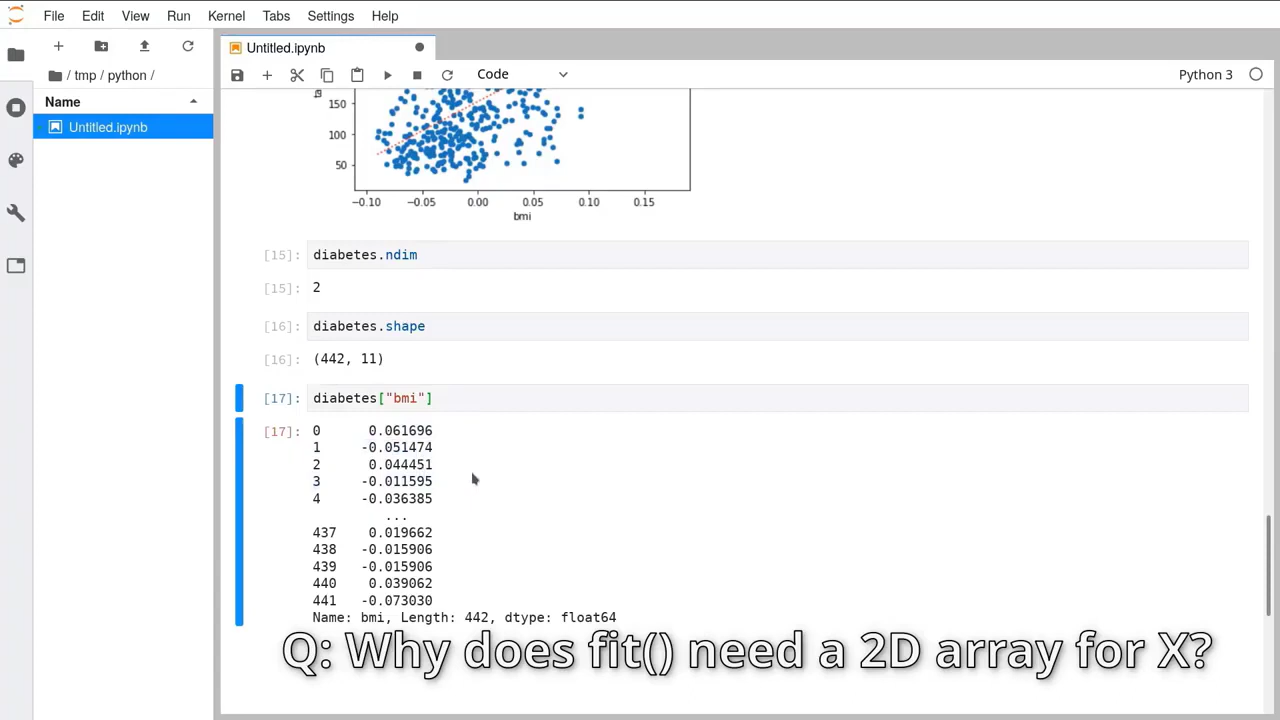 File Edit View Run Kernel Tabs Settings Help
Untitled.ipynb
/ tmp / python /
Code
Python 3
Name
Untitled.ipynb
150
100
50
−0.10 −0.05 0.00 0.05 0.10 0.15
bmi
[15]: diabetes.ndim
[15]: 2
[16]: diabetes.shape
[16]: (442, 11)
[17]: diabetes["bmi"]
[17]: 0 0.061696
1 -0.051474
2 0.044451
3 -0.011595
4 -0.036385
...
437 0.019662
438 -0.015906
439 -0.015906
440 0.039062
441 -0.073030
Name: bmi, Length: 442, dtype: float64
Q: Why does fit() need a 2D array for X?